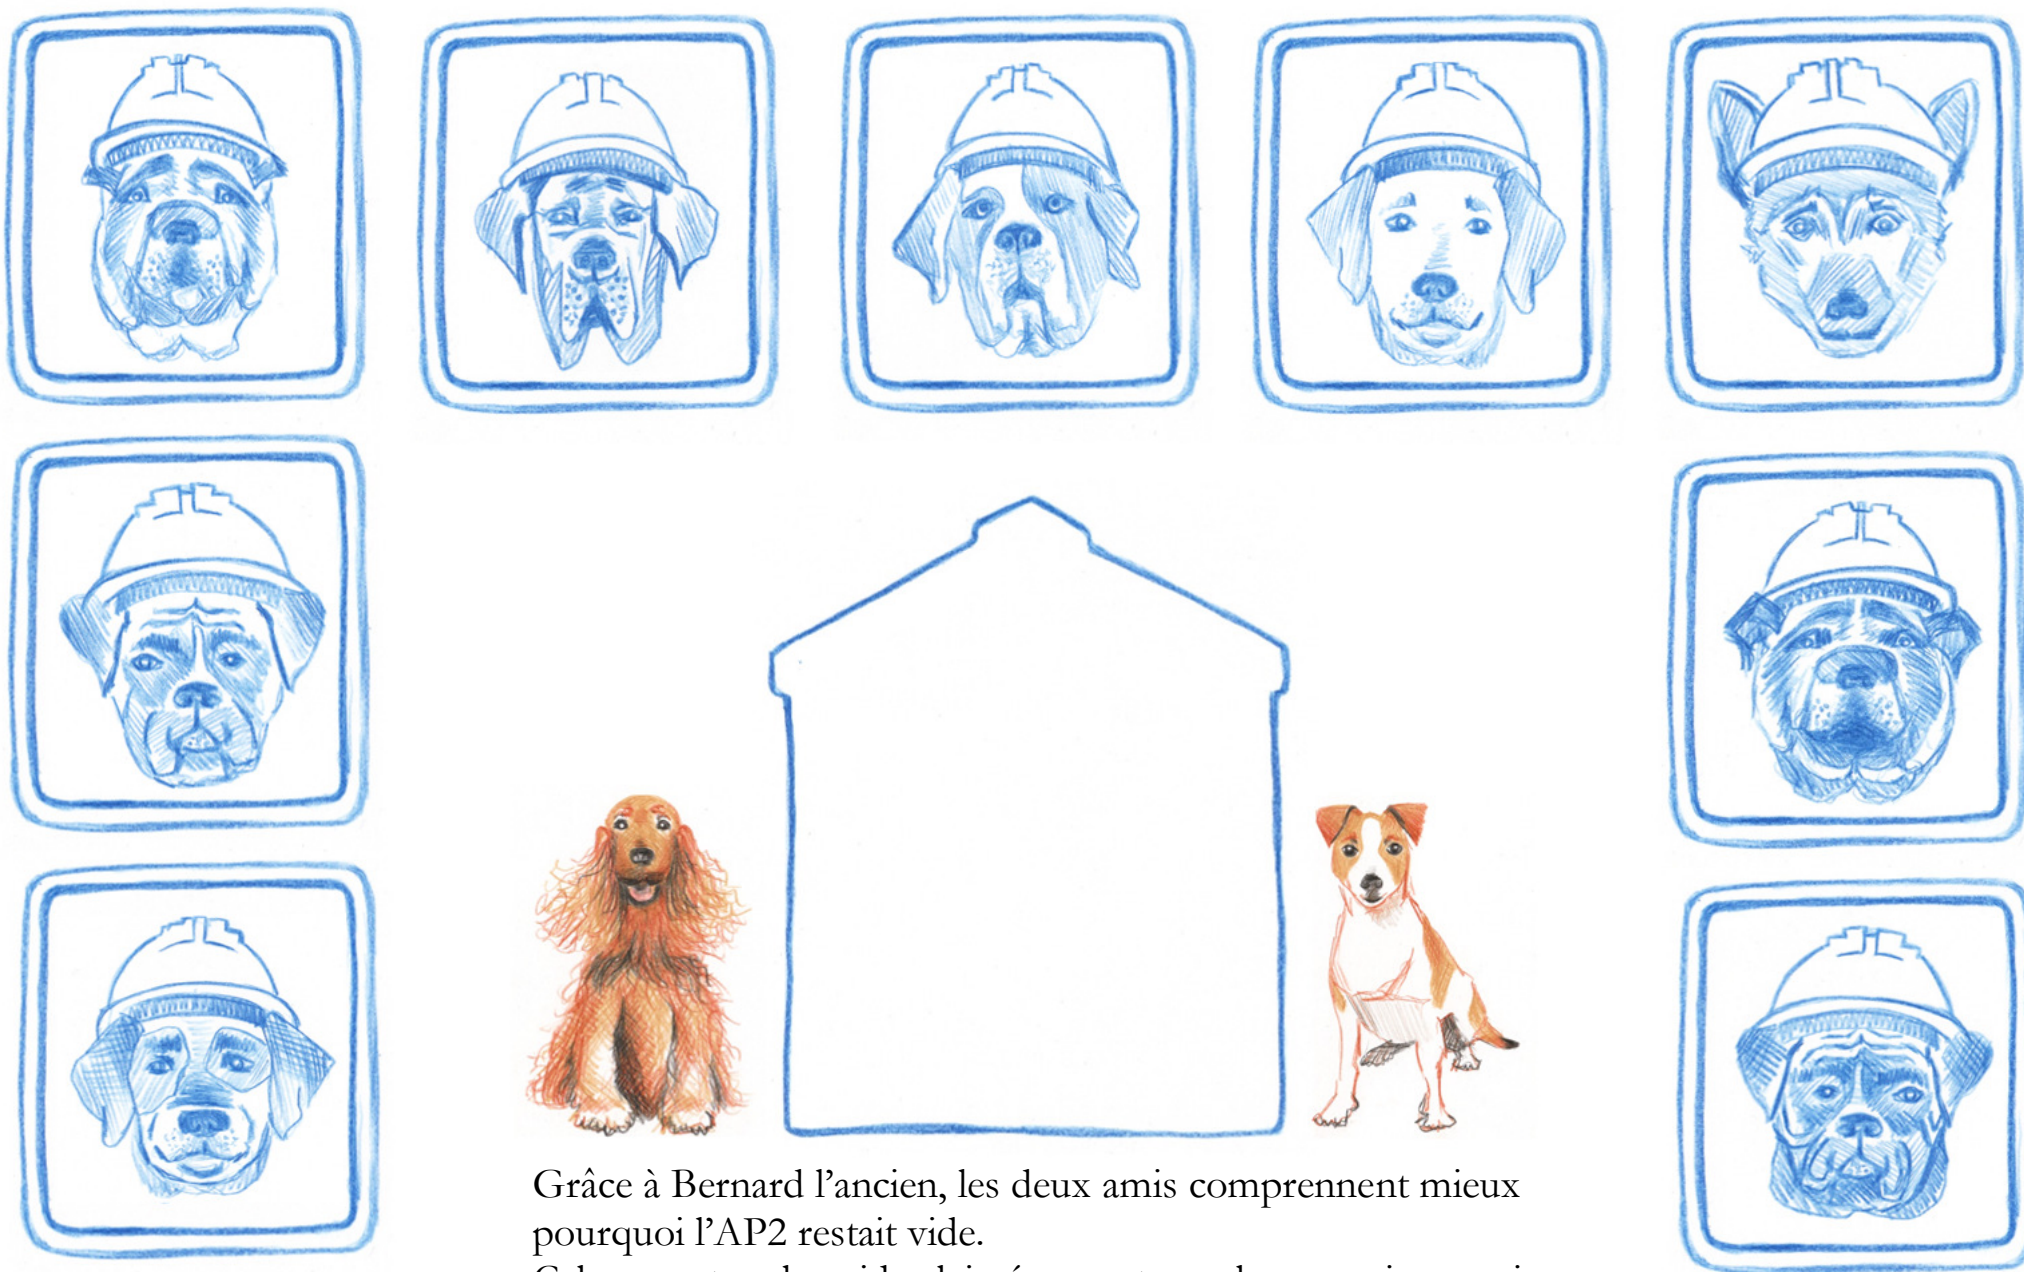 Grâce à Bernard l’ancien, les deux amis comprennent mieux
pourquoi l’AP2 restait vide.